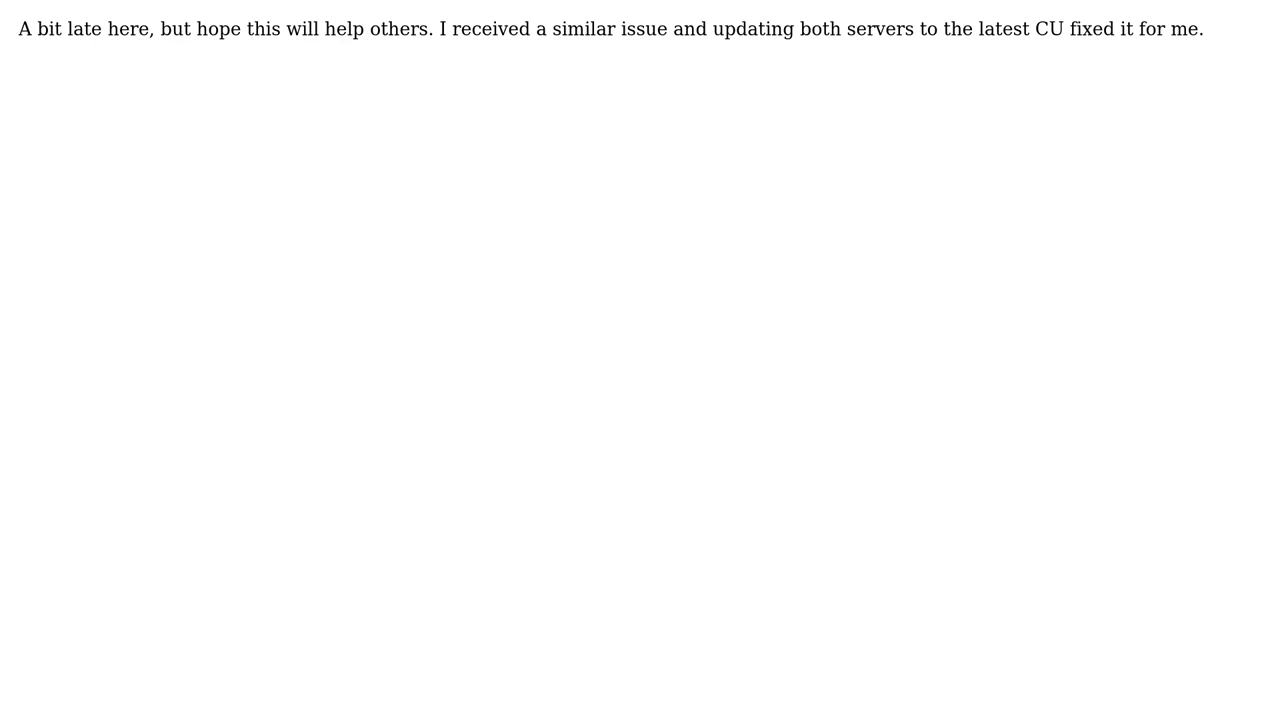 A bit late here, but hope this will help others. I received a similar issue and updating both servers to the latest CU fixed it for me.